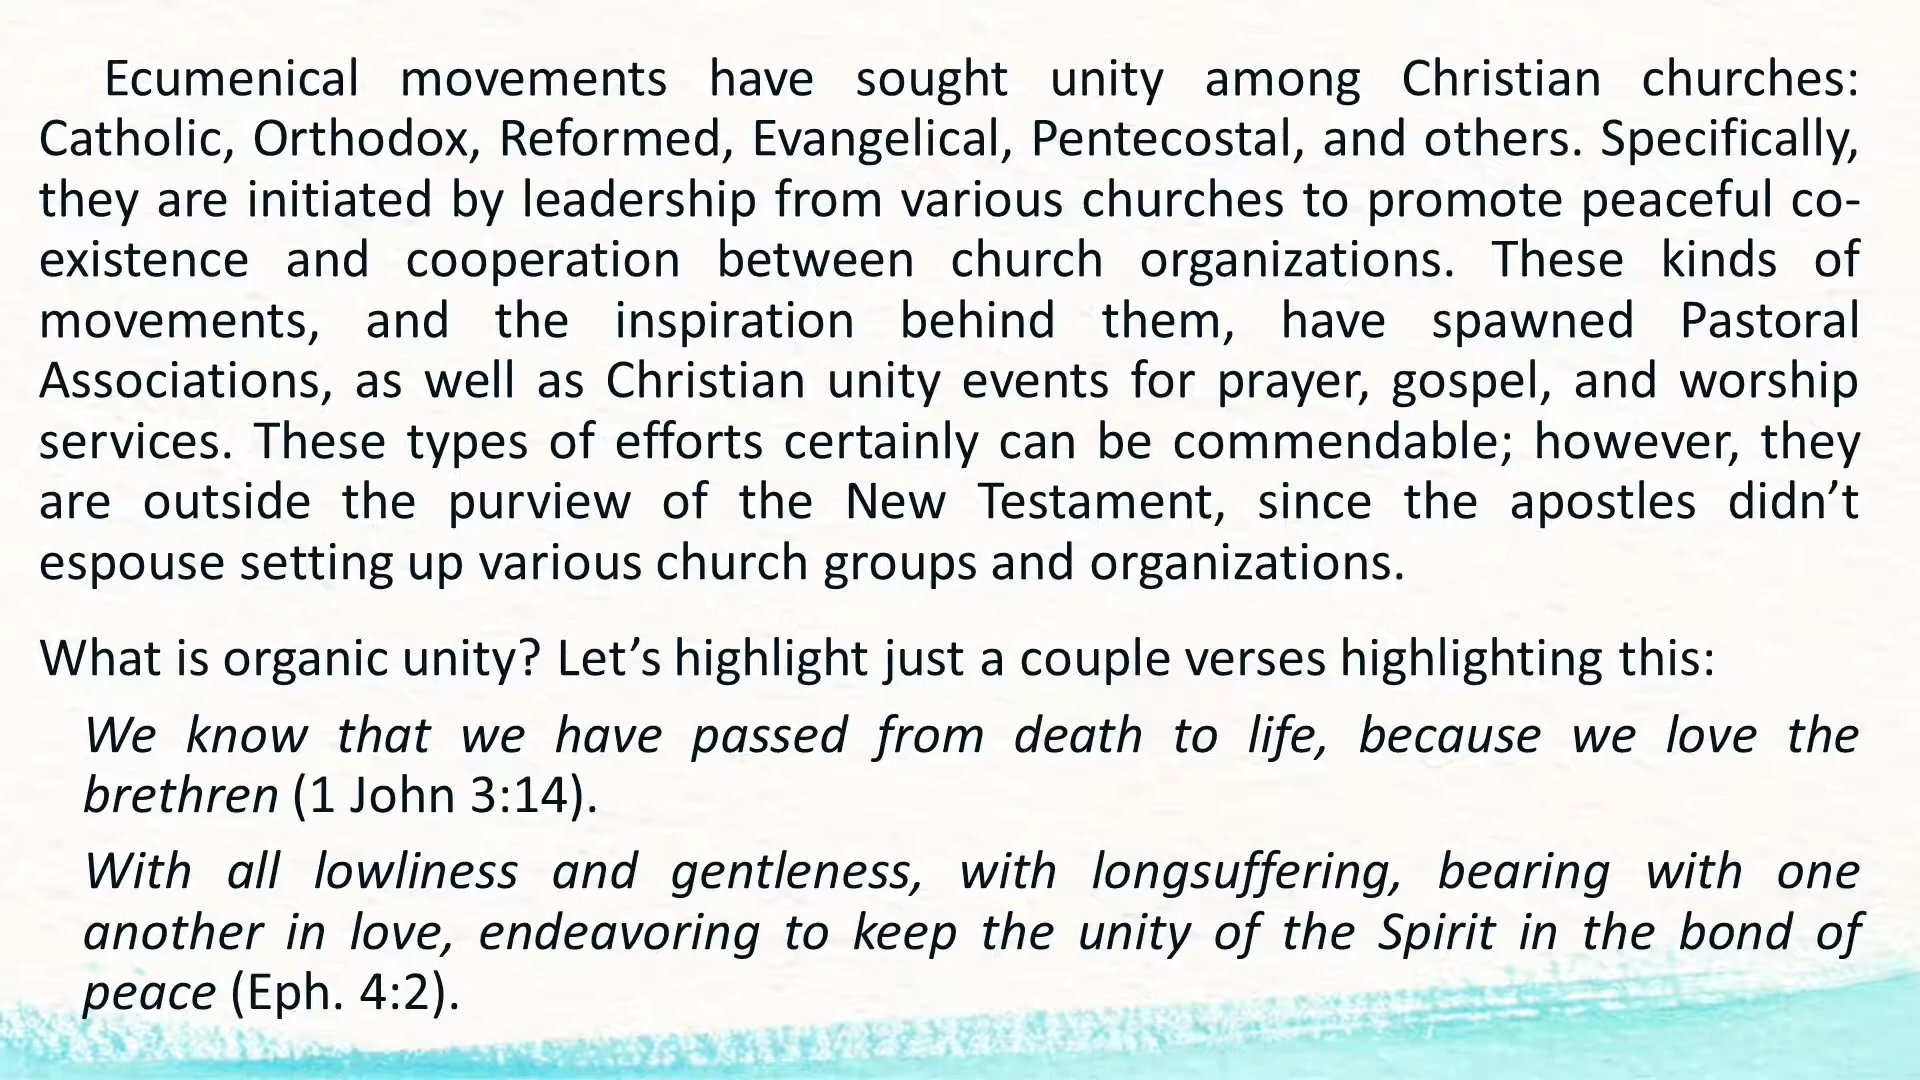 Ecumenical movements have sought unity among Christian churches:
Catholic, Orthodox, Reformed, Evangelical, Pentecostal, and others. Specifically,
they are initiated by leadership from various churches to promote peaceful co-
existence and cooperation between church organizations. These kinds of
movements, and the inspiration behind them, have spawned Pastoral
Associations, as well as Christian unity events for prayer, gospel, and worship
services. These types of efforts certainly can be commendable; however, they
are outside the purview of the New Testament, since the apostles didn’t
espouse setting up various church groups and organizations.
What is organic unity? Let’s highlight just a couple verses highlighting this:
We know that we have passed from death to life, because we love the
brethren (1 John 3:14).
With all lowliness and gentleness, with longsuffering, bearing with one
another in love, endeavoring to keep the unity of the Spirit in the bond of
peace (Eph. 4:2).